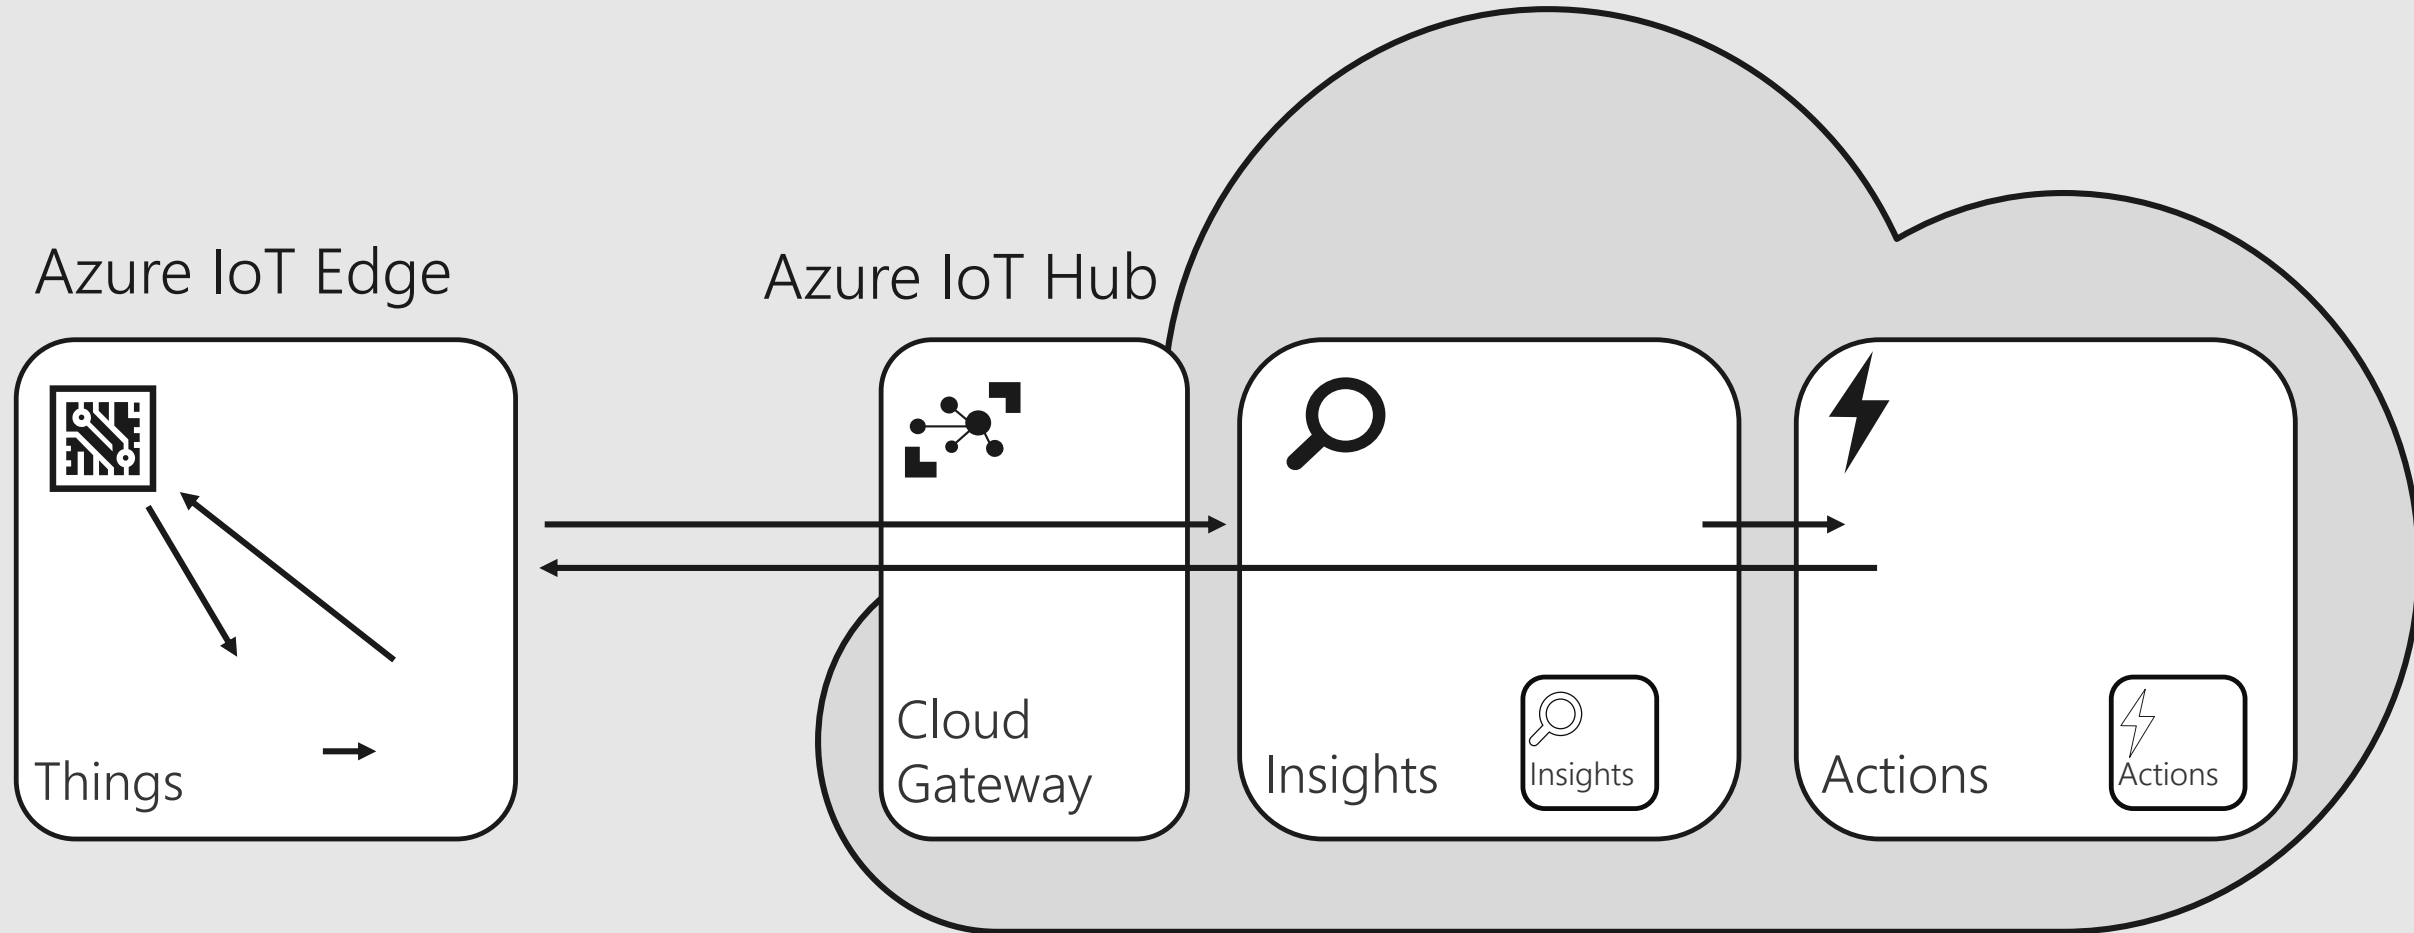 Azure IoT Edge
Azure IoT Hub
Things
Cloud
Gateway
Insights
Insights
Actions
Actions